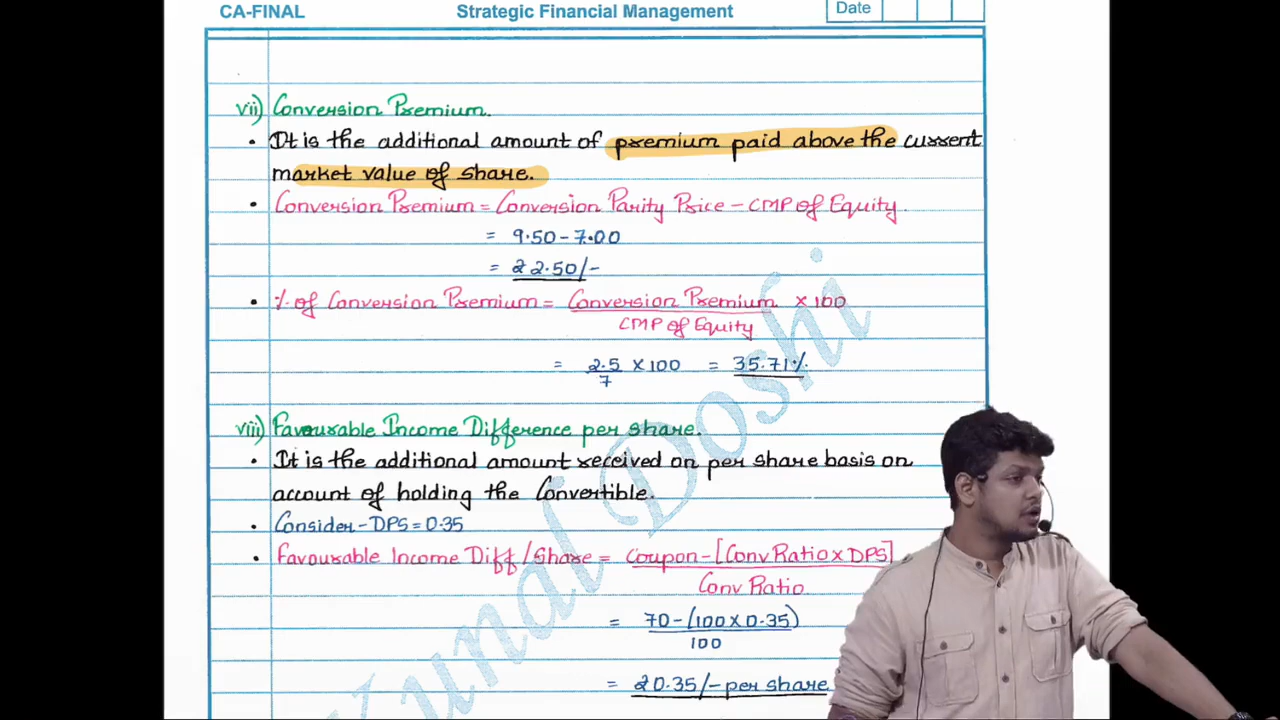 CA-FINAL Strategic Financial Management Date
vii) Conversion Premium.
• It is the additional amount of premium paid above the current
market value of share.
• Conversion Premium = Conversion Parity Price - CMP of Equity.
= 9.50 - 7.00
= ₹2.50/-
• % of Conversion Premium = Conversion Premium × 100
CMP of Equity
= 2.5 × 100 = 35.71%
7
viii) Favourable Income Difference per share.
• It is the additional amount received on per share basis on
account of holding the Convertible.
• Consider - DPS = 0.35
• Favourable Income Diff / Share = Coupon - [Conv Ratio × DPS]
Conv Ratio
= 70 - (100 × 0.35)
100
= ₹0.35/- per share
Kunal Doshi